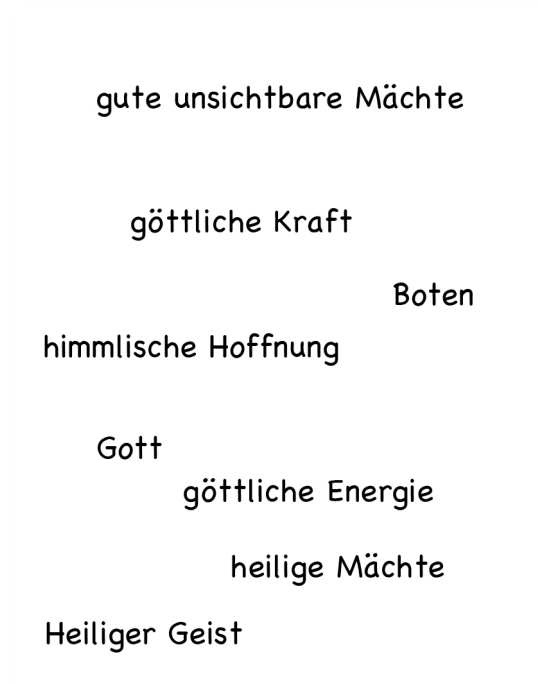 gute unsichtbare Mächte
göttliche Kraft
Boten
himmlische Hoffnung
Gott
göttliche Energie
heilige Mächte
Heiliger Geist